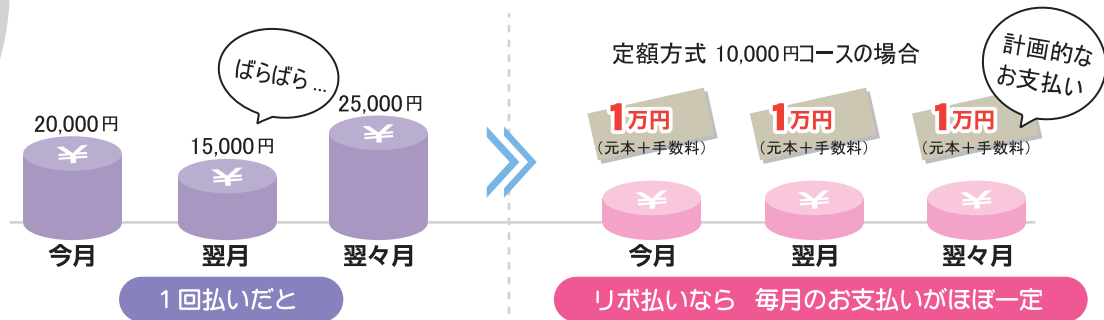 ばらばら…
20,000円
15,000円
25,000円
¥
¥
¥
今月
翌月
翌々月
1回払いだと
定額方式 10,000円コースの場合
計画的な
お支払い
1万円
(元本+手数料)
1万円
(元本+手数料)
1万円
(元本+手数料)
¥
¥
¥
今月
翌月
翌々月
リボ払いなら 毎月のお支払いがほぼ一定